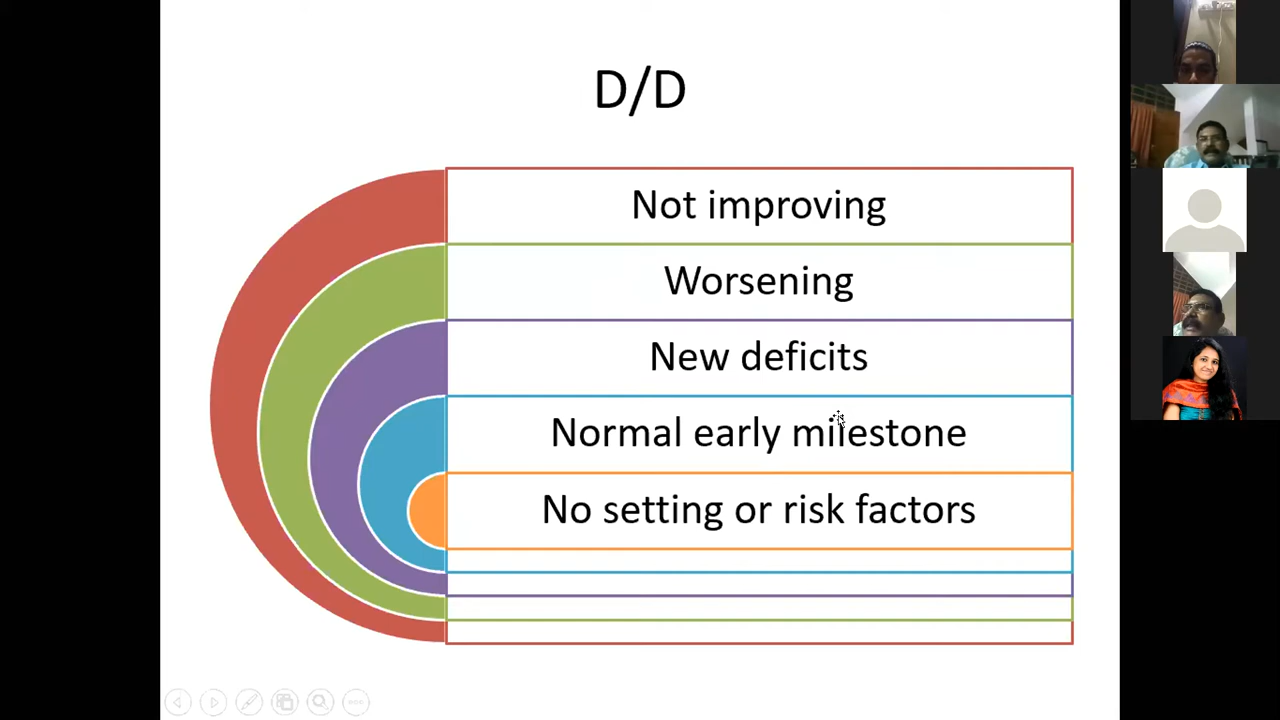 D/D
Not improving
Worsening
New deficits
Normal early milestone
No setting or risk factors